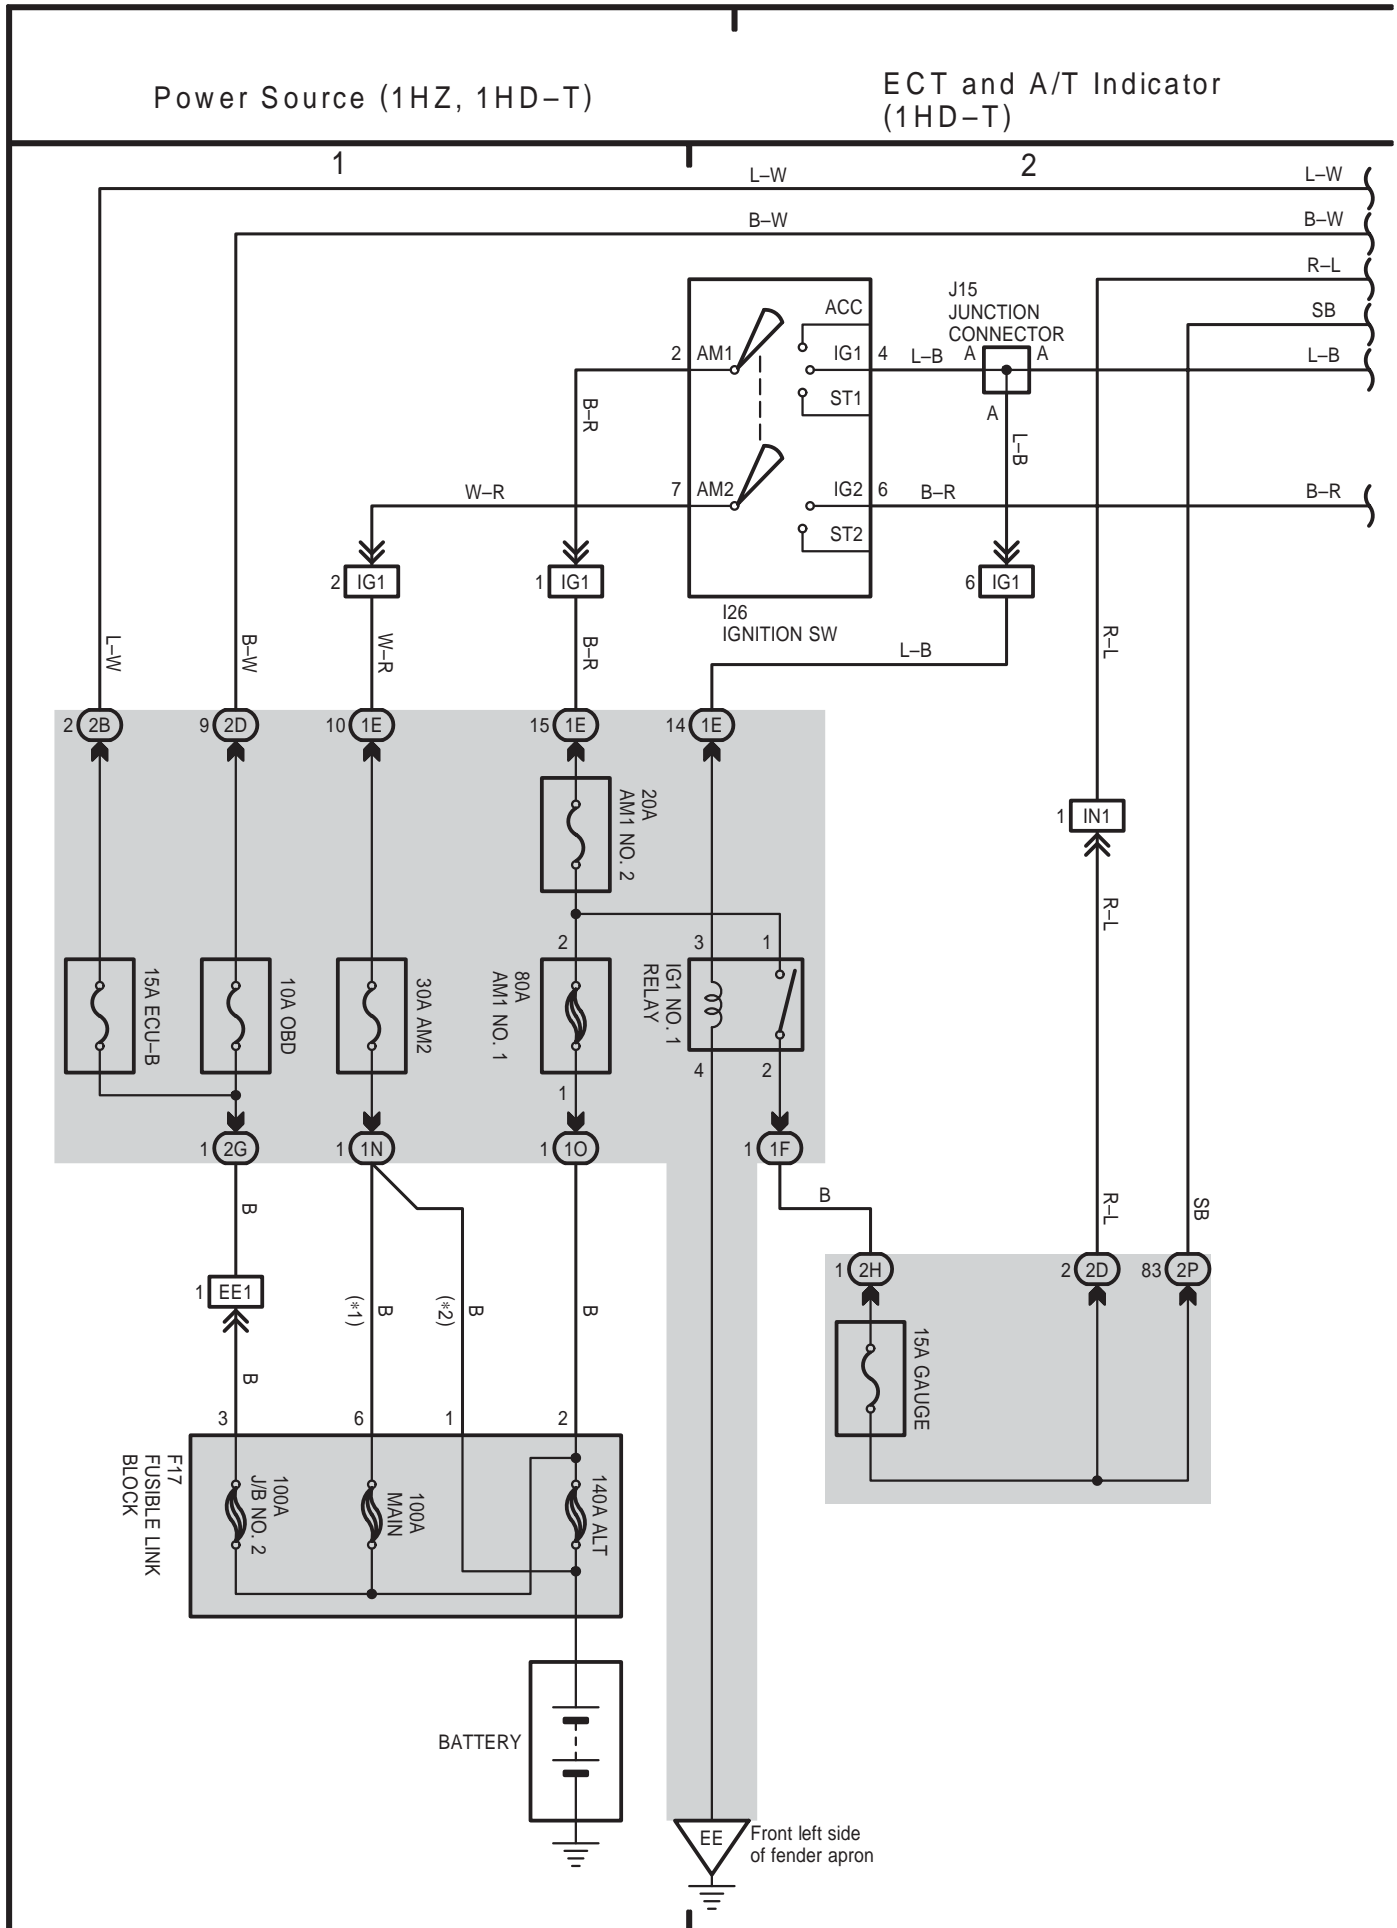 Power Source (1HZ, 1HD–T)
ECT and A/T Indicator
(1HD–T)
1
2
L–W
L–W
B–W
B–W
R–L
SB
J15
JUNCTION
CONNECTOR
ACC
2
AM1
IG1
4
L–B
A
A
L–B
ST1
A
B–R
L–B
W–R
7
AM2
IG2
6
B–R
B–R
ST2
2
IG1
1
IG1
6
IG1
I26
IGNITION SW
L–W
B–W
W–R
B–R
L–B
R–L
2
2B
9
2D
10
1E
15
1E
14
1E
20A
AM1 NO. 2
1
IN1
R–L
2
3
1
15A ECU–B
10A OBD
30A AM2
80A
AM1 NO. 1
IG1 NO. 1
RELAY
1
4
2
1
2G
1
1N
1
1O
1
1F
B
B
R–L
SB
1
2H
2
2D
83
2P
1
EE1
B
(*1)
B
(*2)
B
B
15A GAUGE
3
6
1
2
F17
FUSIBLE LINK
BLOCK
100A
J/B NO. 2
100A
MAIN
140A ALT
BATTERY
EE
Front left side
of fender apron